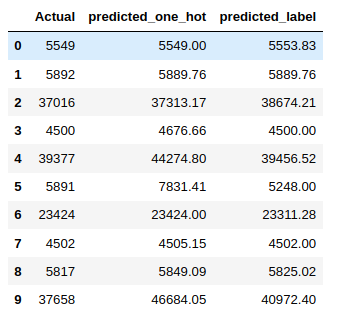 Actual predicted_one_hot predicted_label
0 5549 5549.00 5553.83
1 5892 5889.76 5889.76
2 37016 37313.17 38674.21
3 4500 4676.66 4500.00
4 39377 44274.80 39456.52
5 5891 7831.41 5248.00
6 23424 23424.00 23311.28
7 4502 4505.15 4502.00
8 5817 5849.09 5825.02
9 37658 46684.05 40972.40